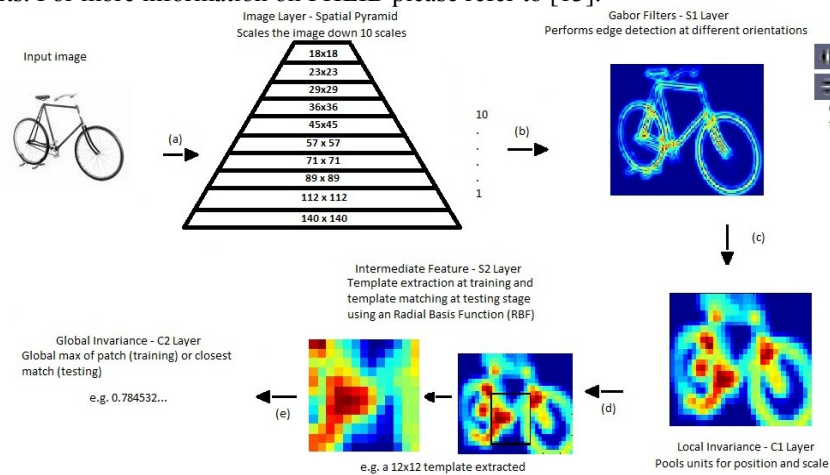 Image Layer - Spatial Pyramid
Scales the image down 10 scales
Gabor Filters - S1 Layer
Performs edge detection at different orientations
Input image
18x18
23x23
29x29
36x36
45x45
57 x 57
71 x 71
89 x 89
112 x 112
140 x 140
(a)
10
.
.
.
.
1
(b)
(c)
Intermediate Feature - S2 Layer
Template extraction at training and
template matching at testing stage
using an Radial Basis Function (RBF)
Global Invariance - C2 Layer
Global max of patch (training) or closest
match (testing)
e.g. 0.784532...
(e)
(d)
e.g. a 12x12 template extracted
Local Invariance - C1 Layer
Pools units for position and scale